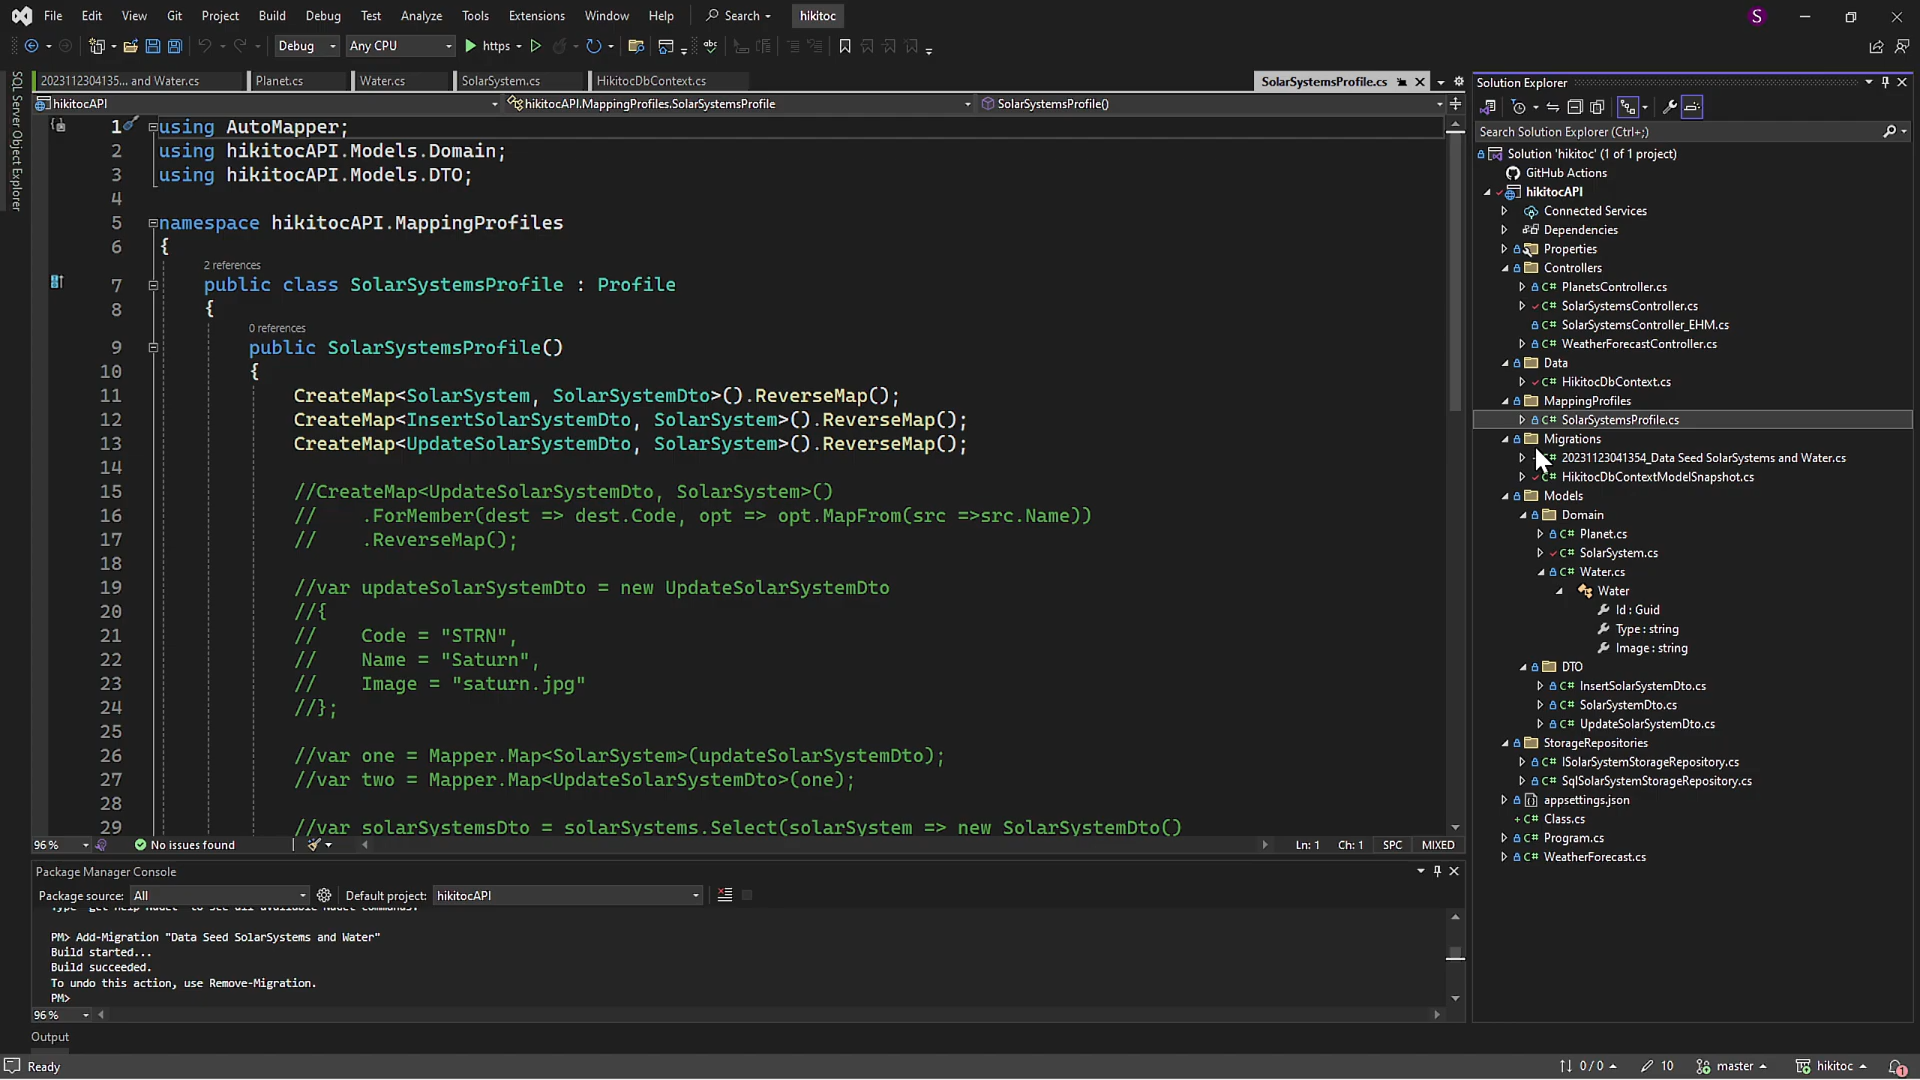 File Edit View Git Project Build Debug Test Analyze Tools Extensions Window Help Search hikitoc S
Debug Any CPU https
SQL Server Object Explorer
2023112304135... and Water.cs Planet.cs Water.cs SolarSystem.cs HikitocDbContext.cs SolarSystemsProfile.cs
hikitocAPI hikitocAPI.MappingProfiles.SolarSystemsProfile SolarSystemsProfile()
1 using AutoMapper;
2 using hikitocAPI.Models.Domain;
3 using hikitocAPI.Models.DTO;
4
5 namespace hikitocAPI.MappingProfiles
6 {
2 references
7 public class SolarSystemsProfile : Profile
8 {
0 references
9 public SolarSystemsProfile()
10 {
11 CreateMap<SolarSystem, SolarSystemDto>().ReverseMap();
12 CreateMap<InsertSolarSystemDto, SolarSystem>().ReverseMap();
13 CreateMap<UpdateSolarSystemDto, SolarSystem>().ReverseMap();
14
15 //CreateMap<UpdateSolarSystemDto, SolarSystem>()
16 // .ForMember(dest => dest.Code, opt => opt.MapFrom(src =>src.Name))
17 // .ReverseMap();
18
19 //var updateSolarSystemDto = new UpdateSolarSystemDto
20 //{
21 // Code = "STRN",
22 // Name = "Saturn",
23 // Image = "saturn.jpg"
24 //};
25
26 //var one = Mapper.Map<SolarSystem>(updateSolarSystemDto);
27 //var two = Mapper.Map<UpdateSolarSystemDto>(one);
28
29 //var solarSystemsDto = solarSystems.Select(solarSystem => new SolarSystemDto()
96 % No issues found Ln: 1 Ch: 1 SPC MIXED
Package Manager Console
Package source: All Default project: hikitocAPI
PM> Add-Migration "Data Seed SolarSystems and Water"
Build started...
Build succeeded.
To undo this action, use Remove-Migration.
PM>
96 %
Output
Solution Explorer
Search Solution Explorer (Ctrl+;)
Solution 'hikitoc' (1 of 1 project)
GitHub Actions
hikitocAPI
Connected Services
Dependencies
Properties
Controllers
C# PlanetsController.cs
C# SolarSystemsController.cs
C# SolarSystemsController_EHM.cs
C# WeatherForecastController.cs
Data
C# HikitocDbContext.cs
MappingProfiles
C# SolarSystemsProfile.cs
Migrations
20231123041354_Data Seed SolarSystems and Water.cs
C# HikitocDbContextModelSnapshot.cs
Models
Domain
C# Planet.cs
C# SolarSystem.cs
C# Water.cs
Water
Id : Guid
Type : string
Image : string
DTO
C# InsertSolarSystemDto.cs
C# SolarSystemDto.cs
C# UpdateSolarSystemDto.cs
StorageRepositories
C# ISolarSystemStorageRepository.cs
C# SqlSolarSystemStorageRepository.cs
appsettings.json
C# Class.cs
C# Program.cs
C# WeatherForecast.cs
Ready 0 / 0 10 master hikitoc 1